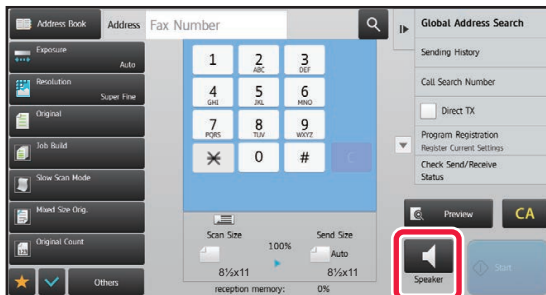 Address Book
Address
Fax Number
Global Address Search
Exposure
Auto
Resolution
Super Fine
Original
Job Build
Slow Scan Mode
Mixed Size Orig.
Original Count
Others
1
2
ABC
3
DEF
4
GHI
5
JKL
6
MNO
7
PQRS
8
TUV
9
WXYZ
0
#
C
Scan Size
100%
Send Size
Auto
8½x11
8½x11
reception memory: 0%
Sending History
Call Search Number
Direct TX
Program Registration
Register Current Settings
Check Send/Receive
Status
Preview
CA
Speaker
Start